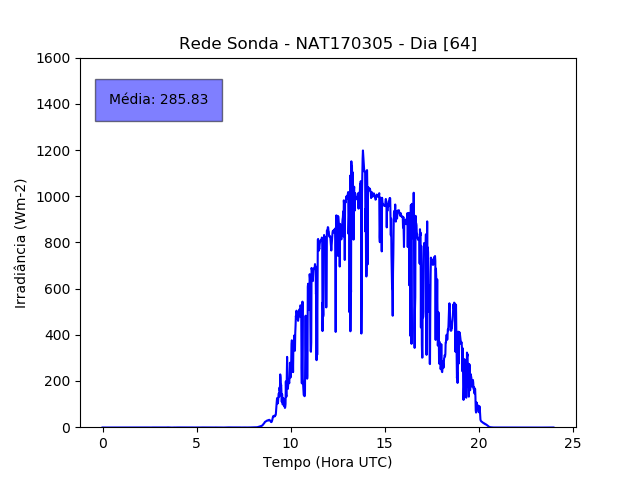 Rede Sonda - NAT170305 - Dia [64]
1600
1400
1200
1000
800
600
400
200
0
Irradiância (Wm-2)
Média: 285.83
0 5 10 15 20 25
Tempo (Hora UTC)